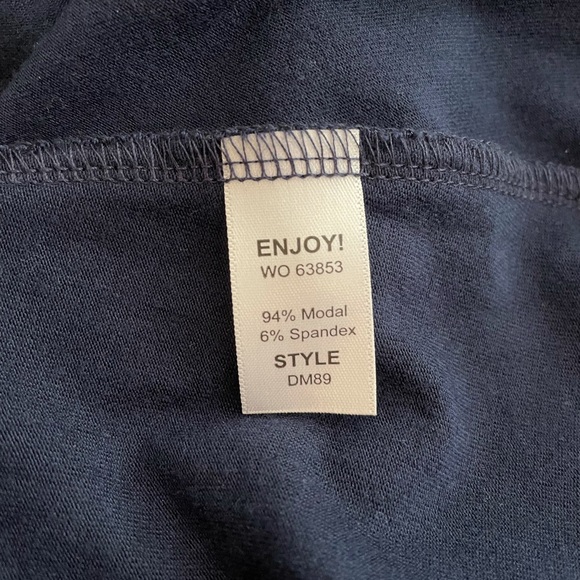 ENJOY!
WO 63853
94% Modal
6% Spandex
STYLE
DM89